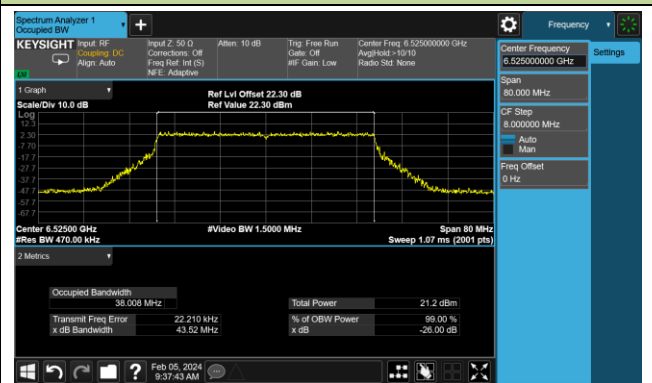 Spectrum Analyzer 1
Occupied BW
Frequency
KEYSIGHT
Input: RF
Coupling: DC
Align: Auto
Input Z: 50 Ω
Corrections: Off
Freq Ref: Int (S)
NFE: Adaptive
Atten: 10 dB
Trig: Free Run
Gate: Off
#IF Gain: Low
Center Freq: 6.525000000 GHz
Avg|Hold:>10/10
Radio Std: None
Center Frequency
6.525000000 GHz
Settings
Span
80.000 MHz
CF Step
8.000000 MHz
Auto
Man
Freq Offset
0 Hz
1 Graph
Scale/Div 10.0 dB
Ref Lvl Offset 22.30 dB
Ref Value 22.30 dBm
Log
12.3
2.30
-7.70
-17.7
-27.7
-37.7
-47.7
-57.7
-67.7
Center 6.52500 GHz
#Res BW 470.00 kHz
#Video BW 1.5000 MHz
Span 80 MHz
Sweep 1.07 ms (2001 pts)
2 Metrics
Occupied Bandwidth
38.008 MHz
Total Power
21.2 dBm
Transmit Freq Error
22.210 kHz
% of OBW Power
99.00 %
x dB Bandwidth
43.52 MHz
x dB
-26.00 dB
?
Feb 05, 2024
9:37:43 AM